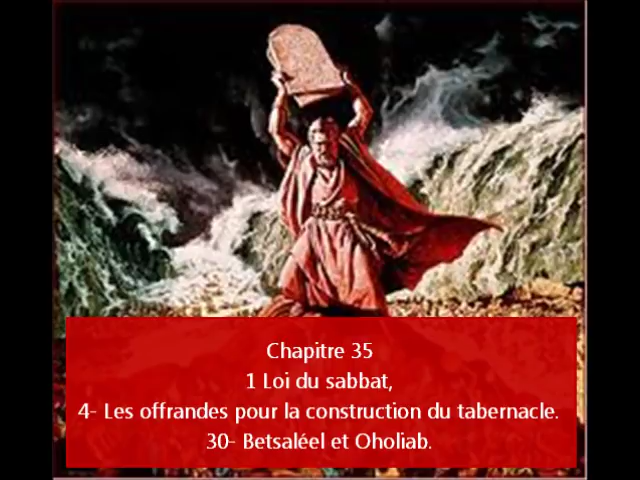 Chapitre 35
1 Loi du sabbat,
4- Les offrandes pour la construction du tabernacle.
30- Betsaléel et Oholiab.